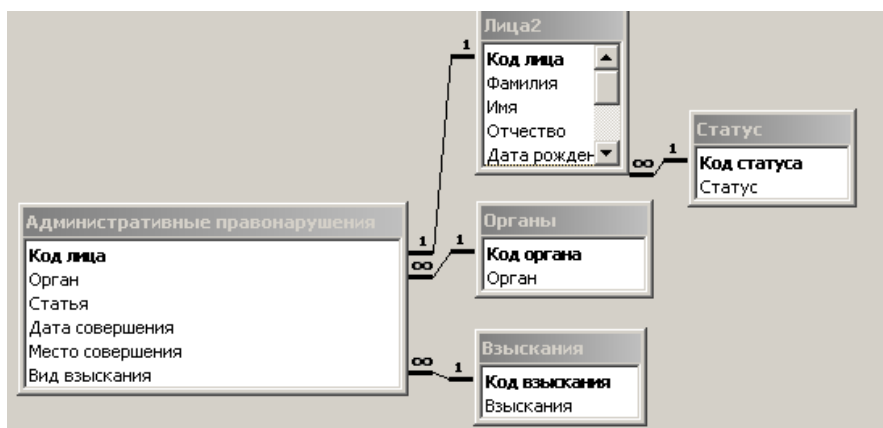 Лица2
Код лица
Фамилия
Имя
Отчество
Дата рожден
1
∞
1
Статус
Код статуса
Статус
Административные правонарушения
Код лица
Орган
Статья
Дата совершения
Место совершения
Вид взыскания
1
∞
1
∞
1
Органы
Код органа
Орган
Взыскания
Код взыскания
Взыскания